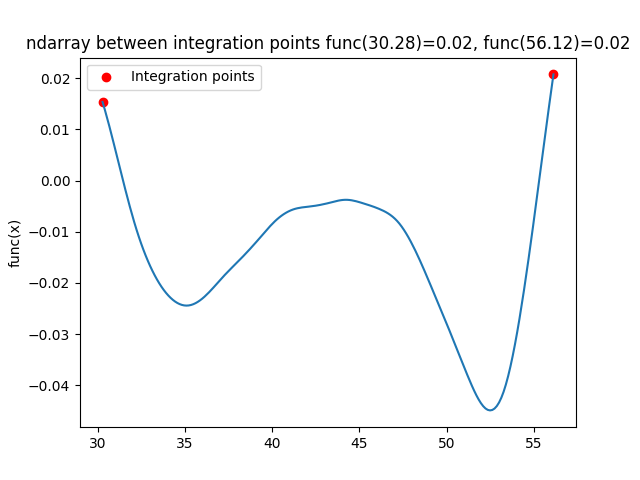 ndarray between integration points func(30.28)=0.02, func(56.12)=0.02
Integration points
0.02
0.01
0.00
−0.01
−0.02
−0.03
−0.04
func(x)
30 35 40 45 50 55